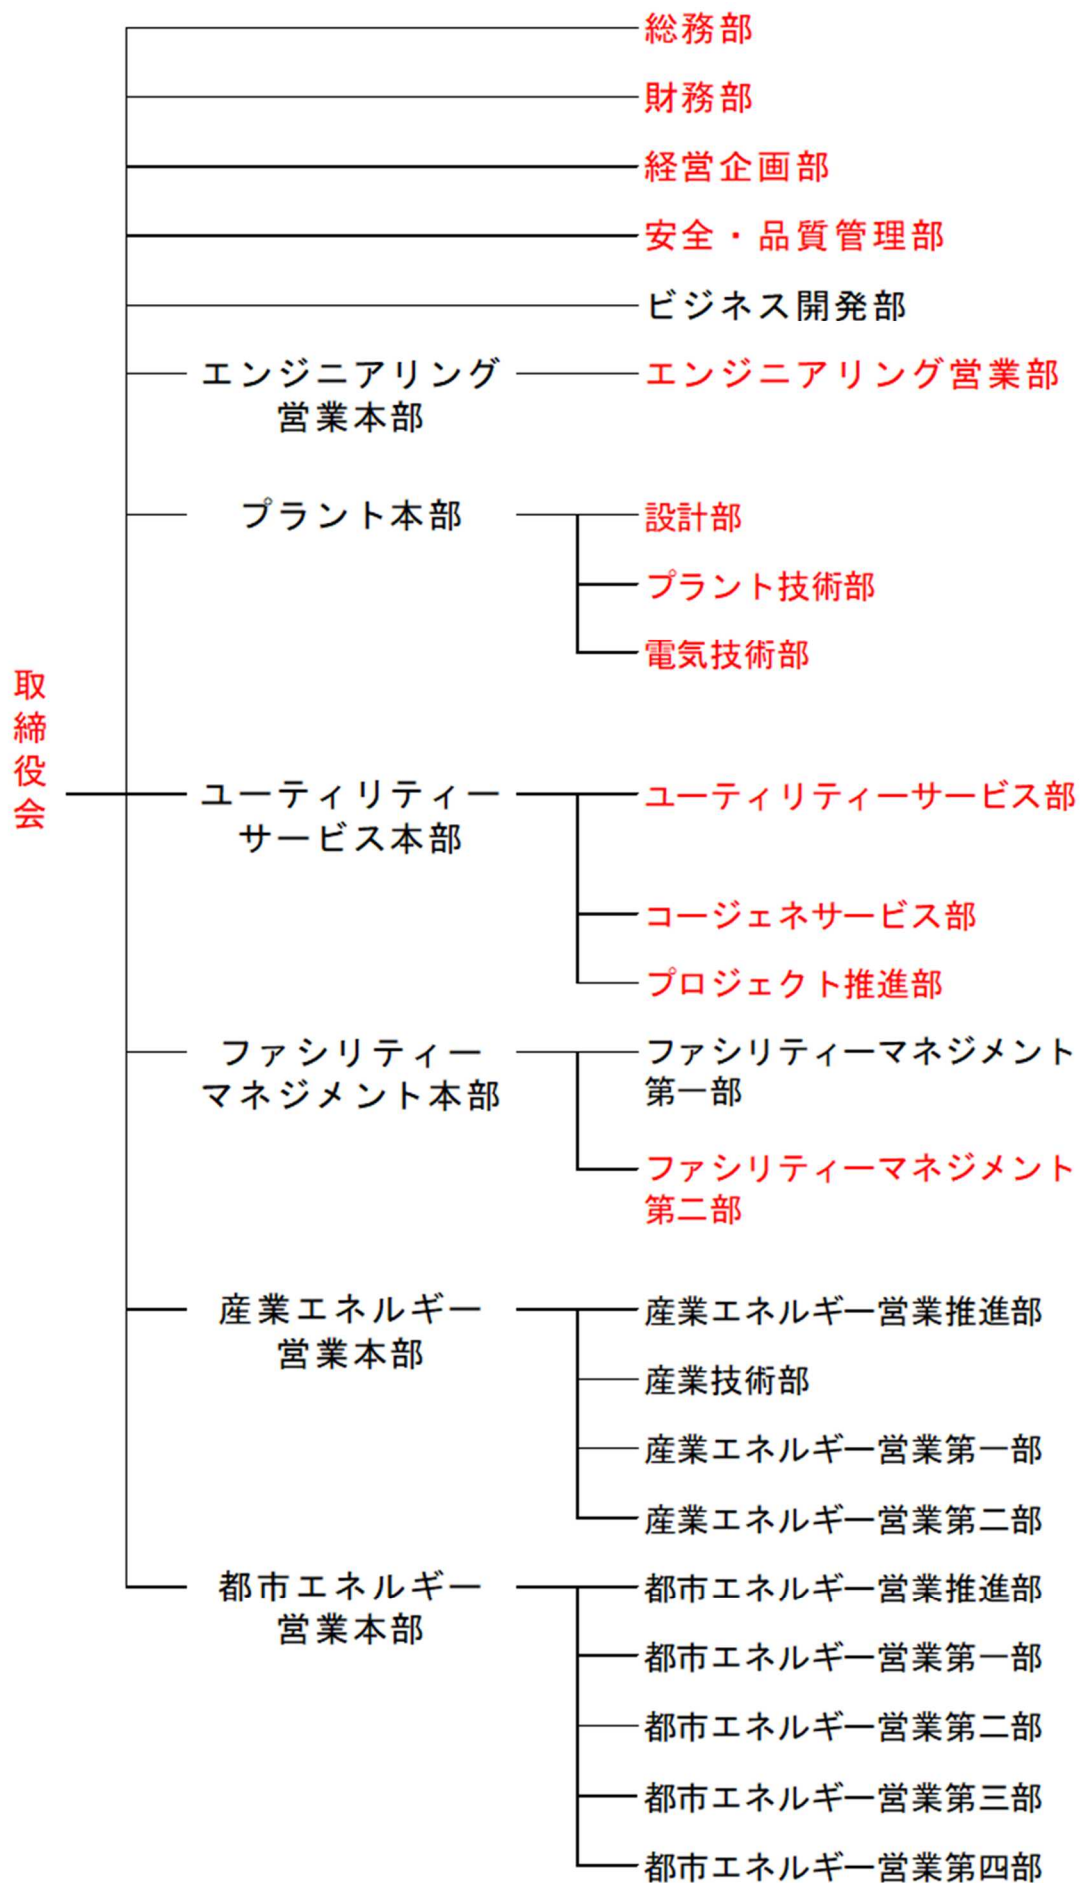 総務部
財務部
経営企画部
安全・品質管理部
ビジネス開発部
エンジニアリング
営業本部
エンジニアリング営業部
プラント本部
設計部
プラント技術部
電気技術部
取締役会
ユーティリティー
サービス本部
ユーティリティーサービス部
コージェネサービス部
プロジェクト推進部
ファシリティー
マネジメント本部
ファシリティーマネジメント
第一部
ファシリティーマネジメント
第二部
産業エネルギー
営業本部
産業エネルギー営業推進部
産業技術部
産業エネルギー営業第一部
産業エネルギー営業第二部
都市エネルギー
営業本部
都市エネルギー営業推進部
都市エネルギー営業第一部
都市エネルギー営業第二部
都市エネルギー営業第三部
都市エネルギー営業第四部